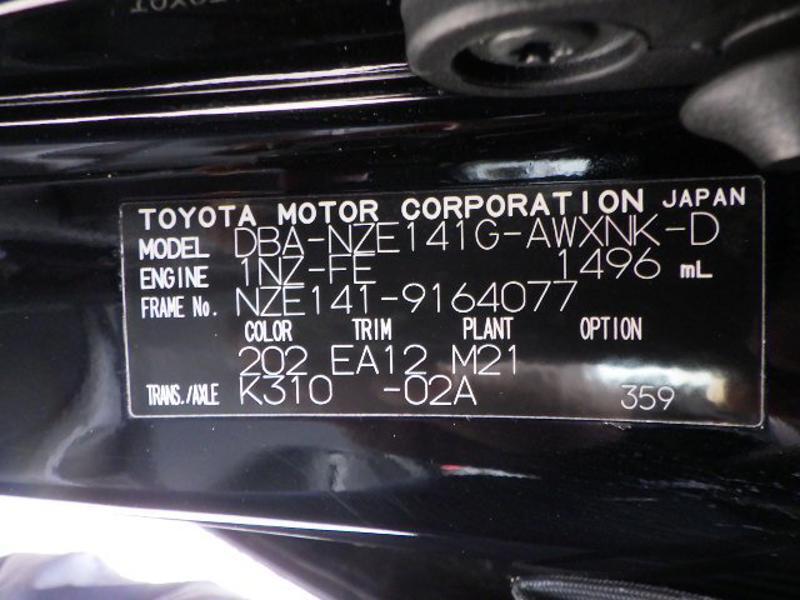 TOYOTA MOTOR CORPORATION JAPAN
MODEL DBA-NZE141G-AWXNK-D
ENGINE 1NZ-FE 1496 mL
FRAME No. NZE141-9164077
COLOR TRIM PLANT OPTION
202 EA12 M21
TRANS./AXLE K310 -02A 359